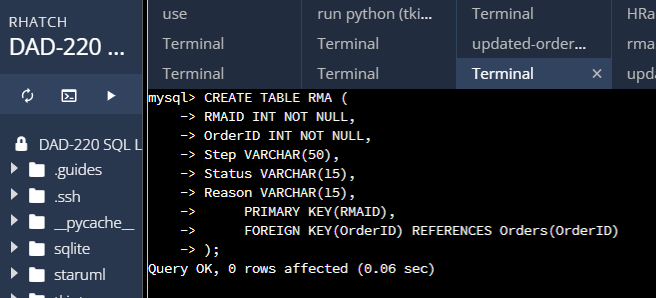 RHATCH
DAD-220 ...
DAD-220 SQL L
.guides
.ssh
__pycache__
sqlite
staruml
use
run python (tki...
Terminal
HRa
Terminal
Terminal
updated-order...
rma
Terminal
Terminal
Terminal
upd
mysql> CREATE TABLE RMA (
-> RMAID INT NOT NULL,
-> OrderID INT NOT NULL,
-> Step VARCHAR(50),
-> Status VARCHAR(15),
-> Reason VARCHAR(15),
-> PRIMARY KEY(RMAID),
-> FOREIGN KEY(OrderID) REFERENCES Orders(OrderID)
-> );
Query OK, 0 rows affected (0.06 sec)